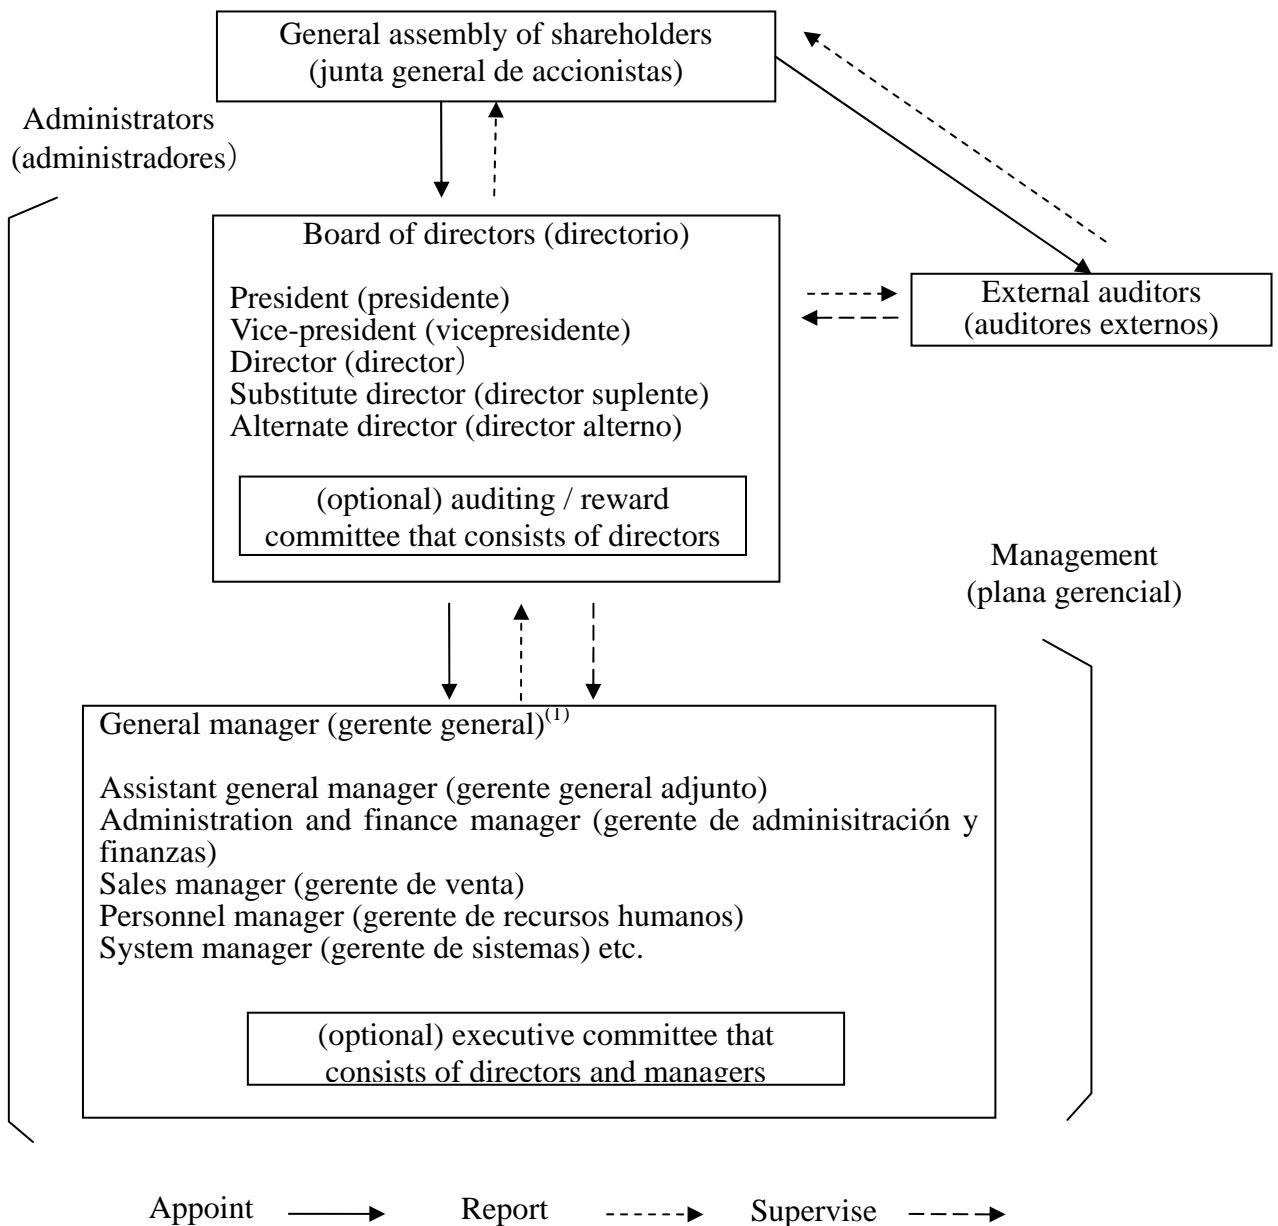 General assembly of shareholders
(junta general de accionistas)
Administrators
(administradores）
Board of directors (directorio)
President (presidente)
Vice-president (vicepresidente)
Director (director）
Substitute director (director suplente)
Alternate director (director alterno)
(optional) auditing / reward
committee that consists of directors
External auditors
(auditores externos)
Management
(plana gerencial)
General manager (gerente general)(1)
Assistant general manager (gerente general adjunto)
Administration and finance manager (gerente de adminisitración y
finanzas)
Sales manager (gerente de venta)
Personnel manager (gerente de recursos humanos)
System manager (gerente de sistemas) etc.
(optional) executive committee that
consists of directors and managers
Appoint Report Supervise